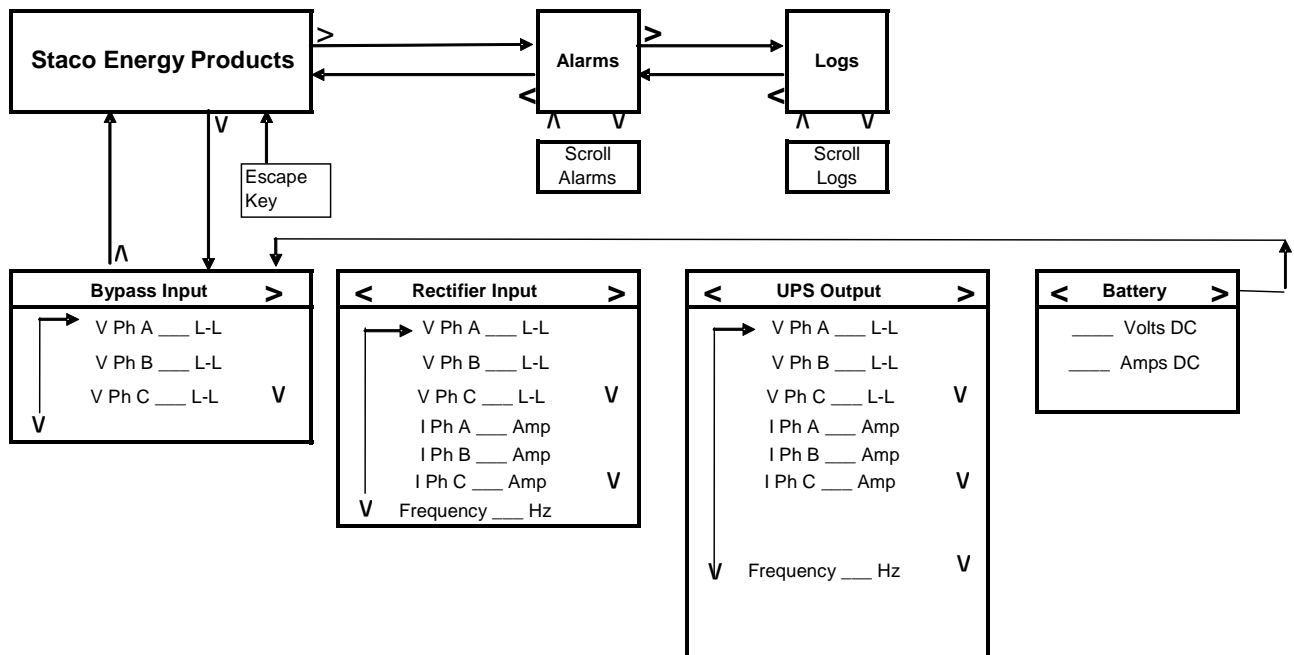 >
>
Staco Energy Products
Alarms
Logs
<
<
V
Λ V
Λ V
Escape
Key
Scroll
Alarms
Scroll
Logs
Λ
Bypass Input >
V Ph A ___ L-L
V Ph B ___ L-L
V Ph C ___ L-L V
V
< Rectifier Input >
V Ph A ___ L-L
V Ph B ___ L-L
V Ph C ___ L-L V
I Ph A ___ Amp
I Ph B ___ Amp
I Ph C ___ Amp V
V Frequency ___ Hz
< UPS Output >
V Ph A ___ L-L
V Ph B ___ L-L
V Ph C ___ L-L V
I Ph A ___ Amp
I Ph B ___ Amp
I Ph C ___ Amp V
V Frequency ___ Hz V
< Battery >
____ Volts DC
____ Amps DC